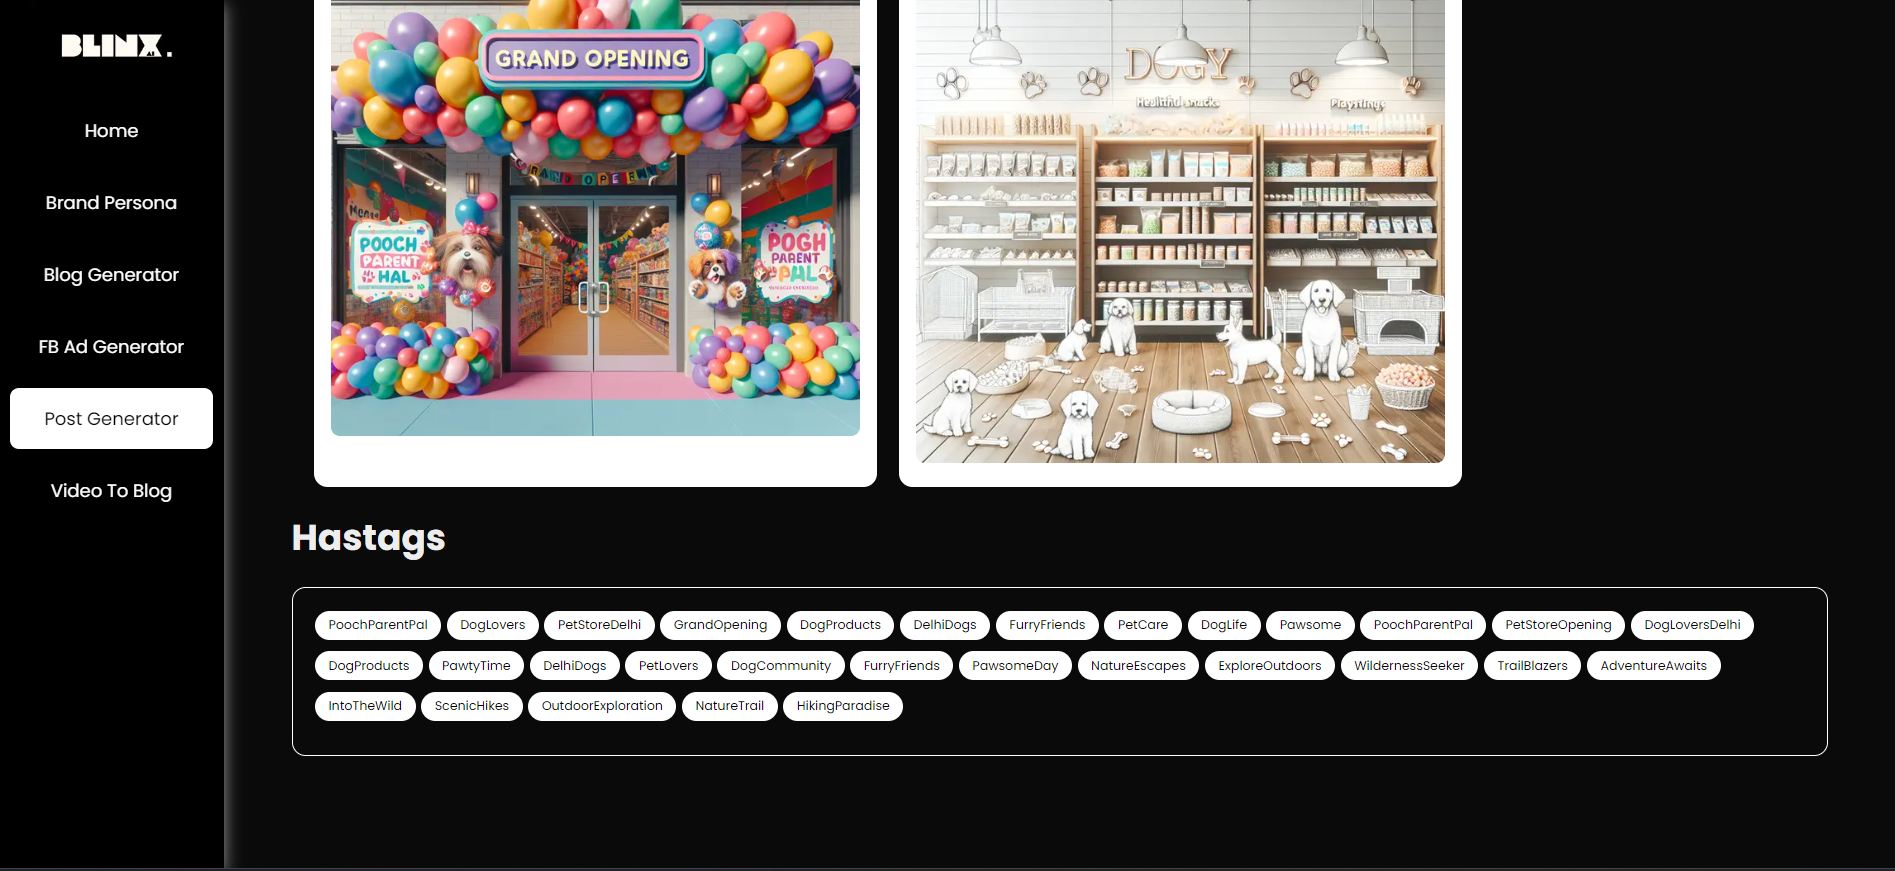 BLINX.
Home
Brand Persona
Blog Generator
FB Ad Generator
Post Generator
Video To Blog
GRAND OPENING
GRAND OPE
POOCH
PARENT
HAL
POGH
PARENT
PAL
DOGY
Healthful snacks
Hastags
PoochParentPal DogLovers PetStoreDelhi GrandOpening DogProducts DelhiDogs FurryFriends PetCare DogLife Pawsome PoochParentPal PetStoreOpening DogLoversDelhi
DogProducts PawtyTime DelhiDogs PetLovers DogCommunity FurryFriends PawsomeDay NatureEscapes ExploreOutdoors WildernessSeeker TrailBlazers AdventureAwaits
IntoTheWild ScenicHikes OutdoorExploration NatureTrail HikingParadise